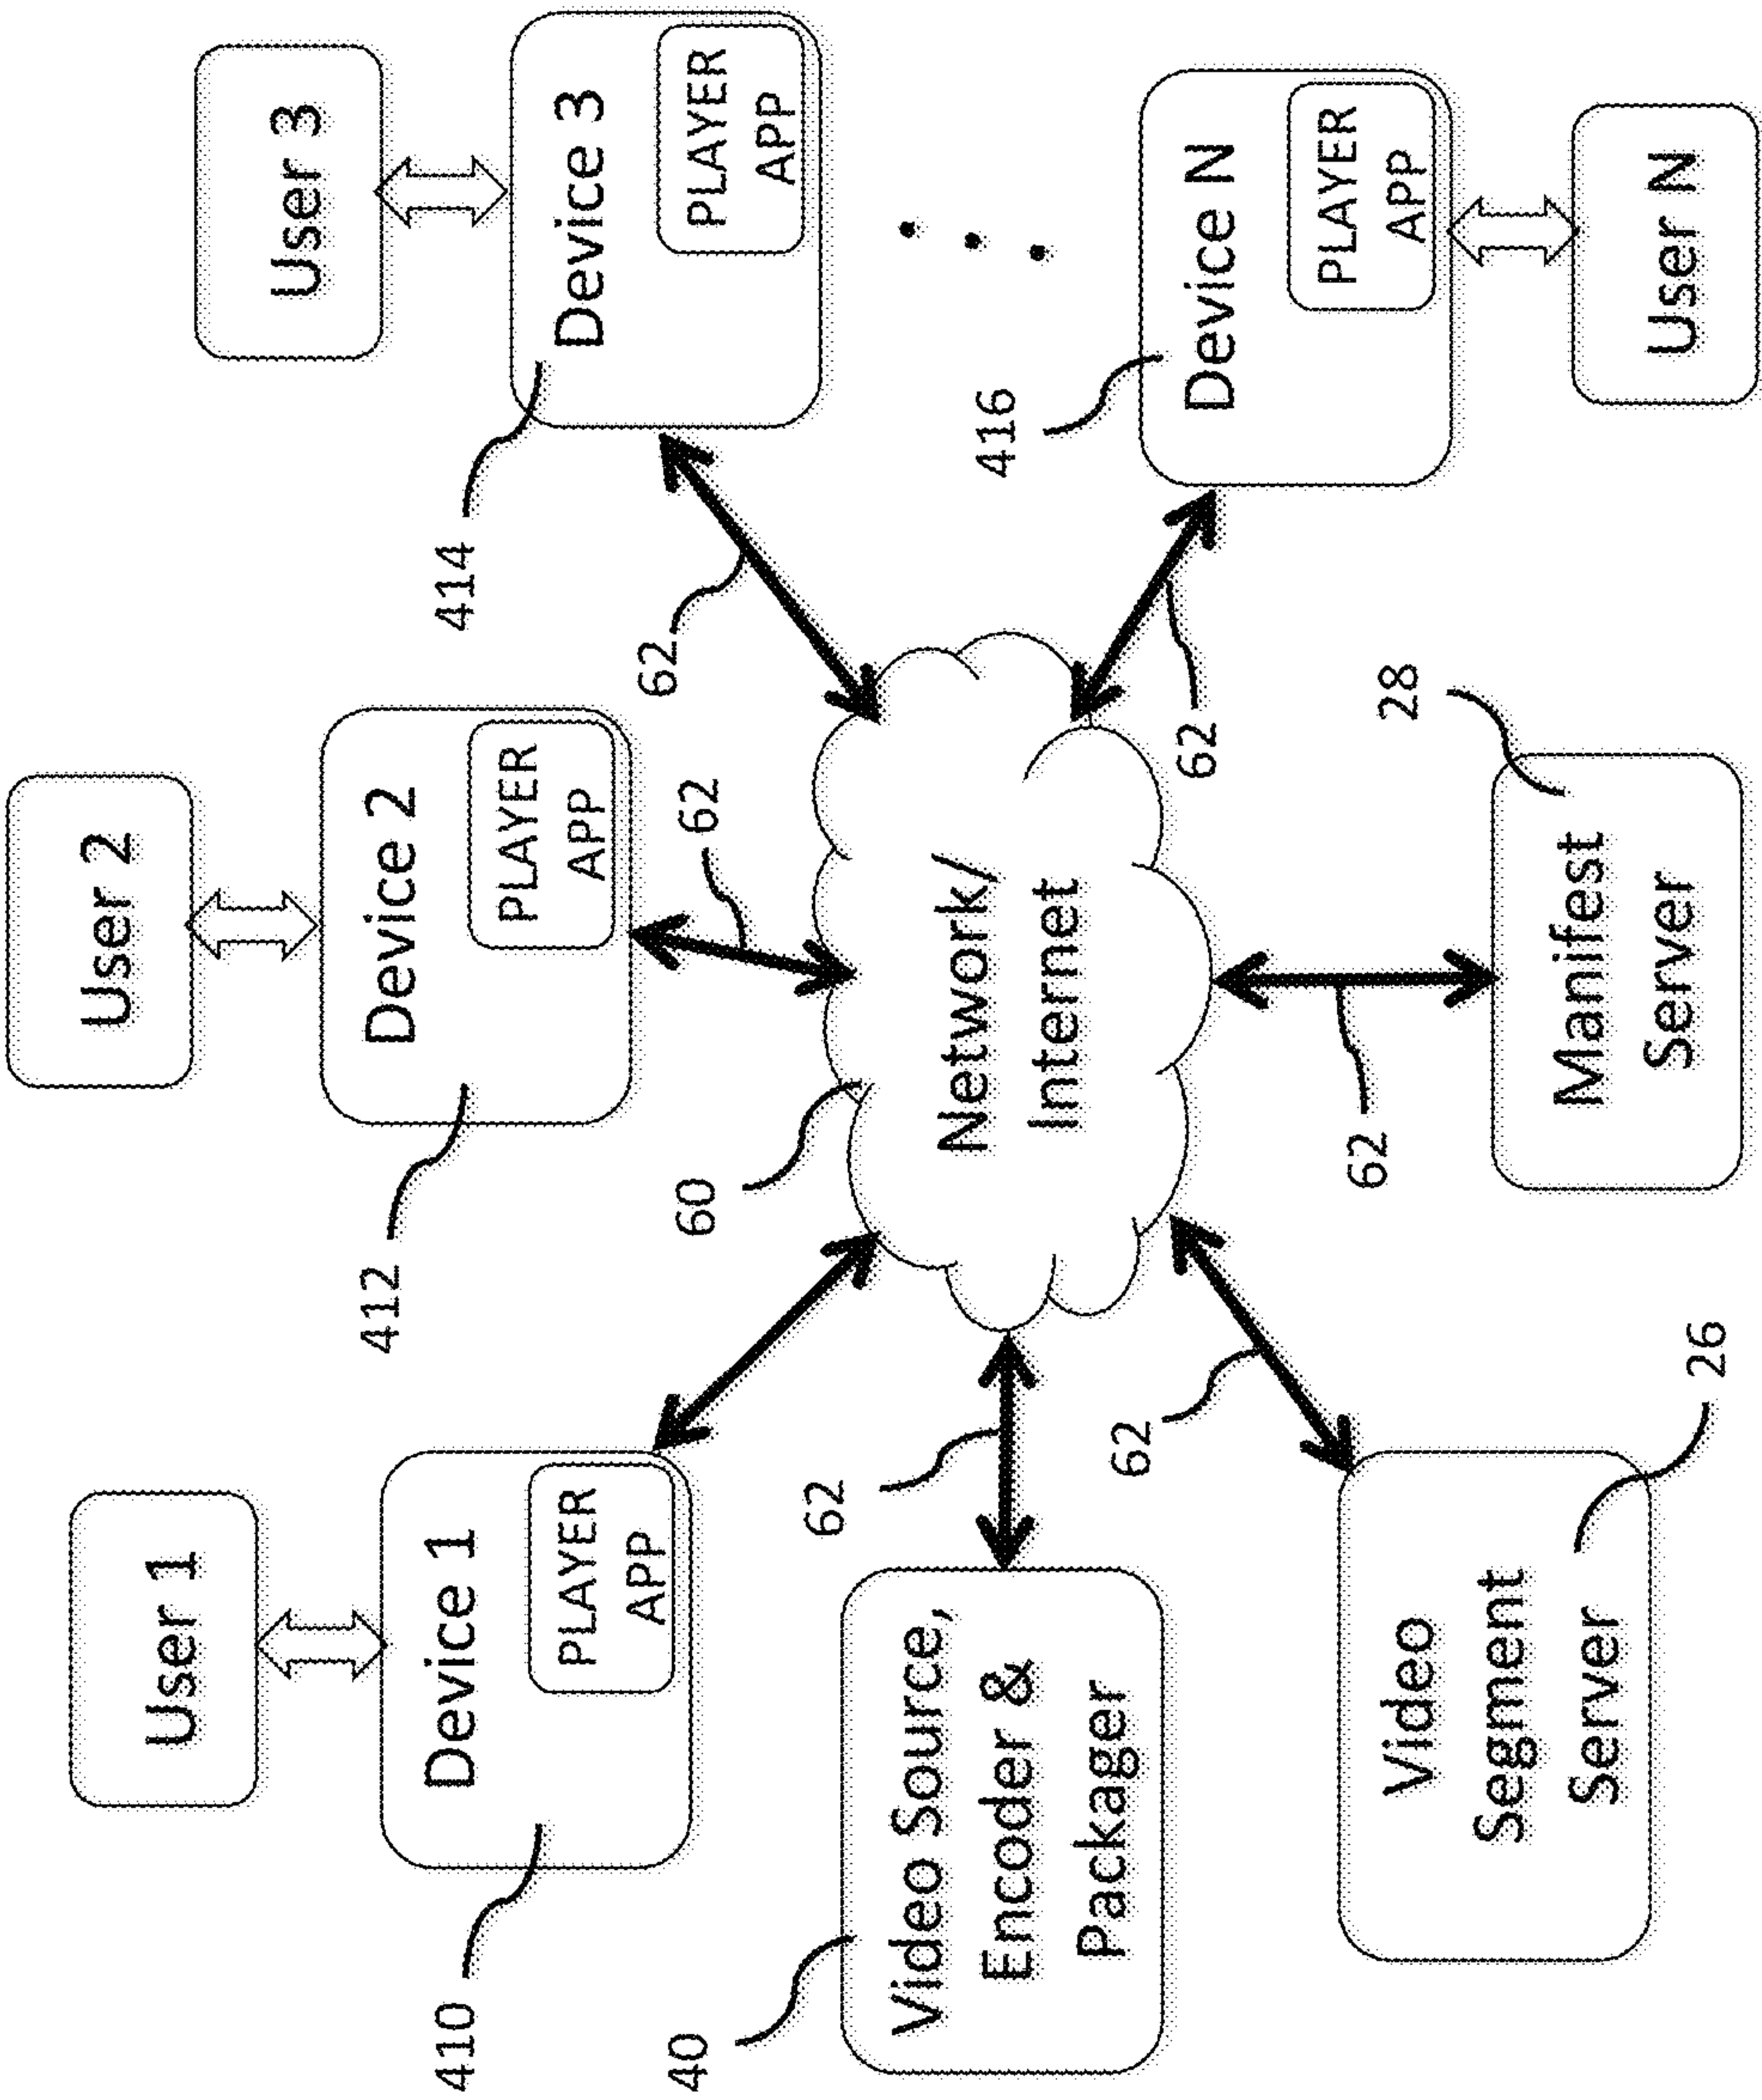 User 1
User 2
User 3
Device 1
PLAYER
APP
410
Device 2
PLAYER
APP
412
Device 3
PLAYER
APP
414
62
62
60
Network/
Internet
40
Video Source,
Encoder &
Packager
62
62
Video
Segment
Server
26
62
Manifest
Server
28
62
416
Device N
PLAYER
APP
User N